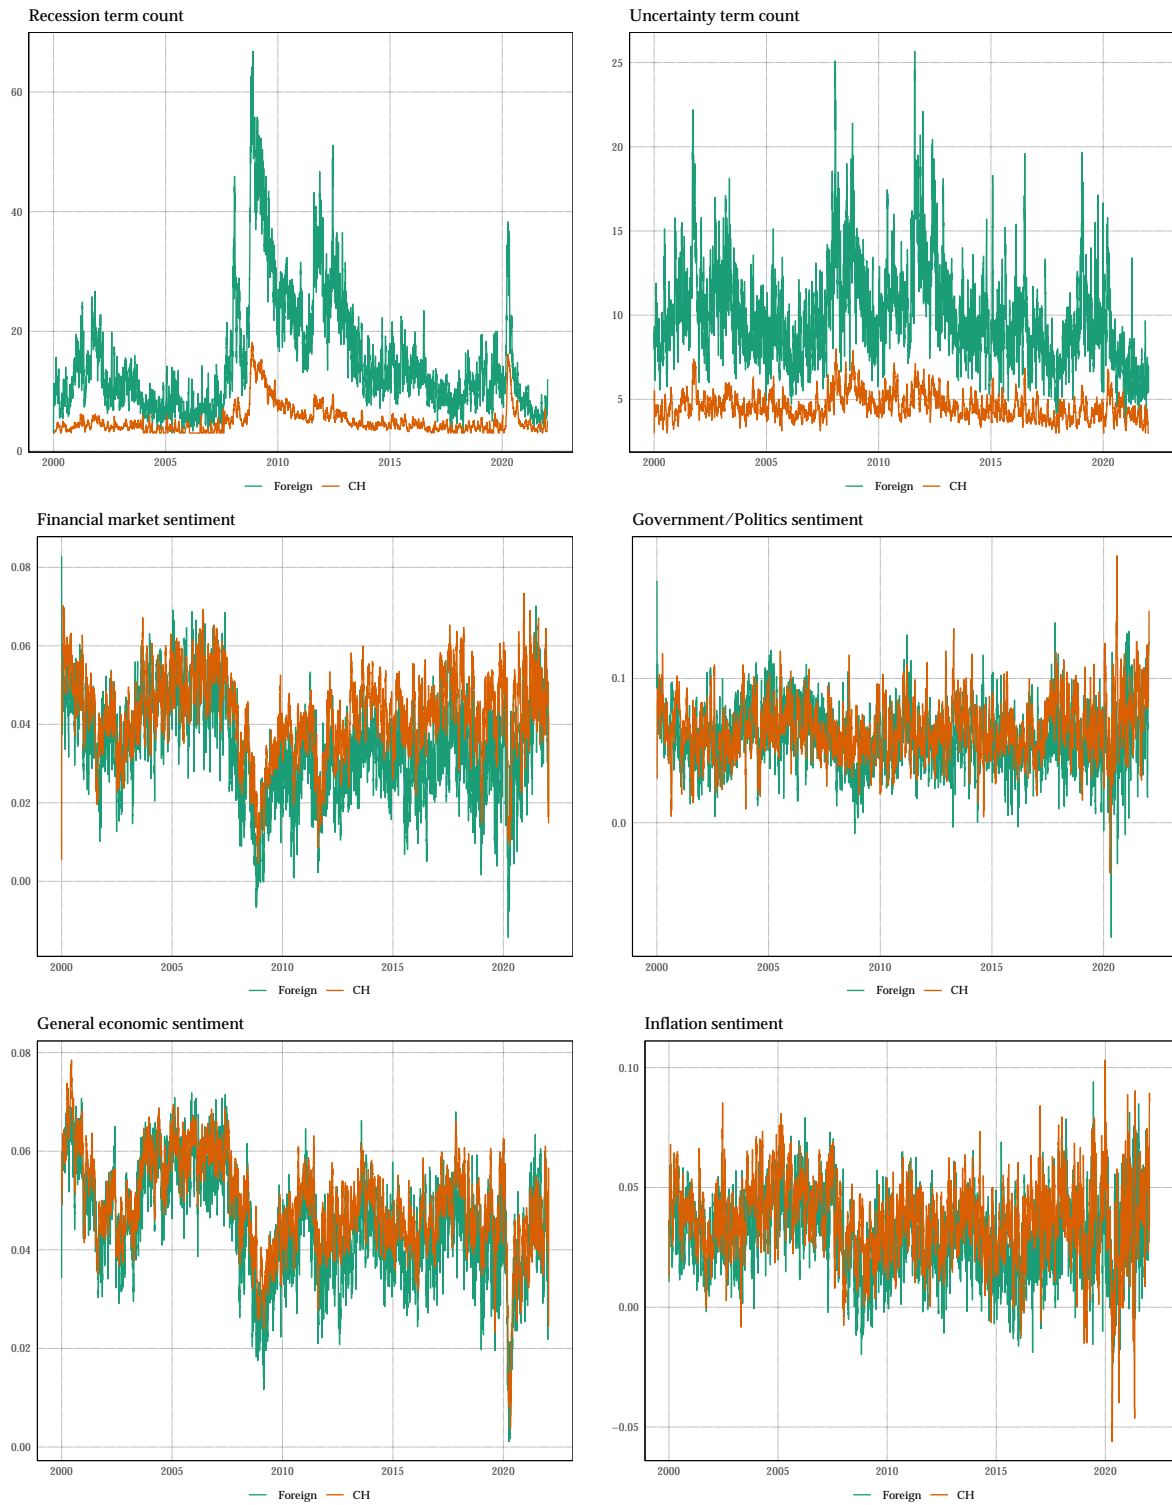 Recession term count
60
40
20
0
2000 2005 2010 2015 2020
Foreign CH
Uncertainty term count
25
20
15
10
5
2000 2005 2010 2015 2020
Foreign CH
Financial market sentiment
0.08
0.06
0.04
0.02
0.00
2000 2005 2010 2015 2020
Foreign CH
Government/Politics sentiment
0.1
0.0
2000 2005 2010 2015 2020
Foreign CH
General economic sentiment
0.08
0.06
0.04
0.02
0.00
2000 2005 2010 2015 2020
Foreign CH
Inflation sentiment
0.10
0.05
0.00
−0.05
2000 2005 2010 2015 2020
Foreign CH